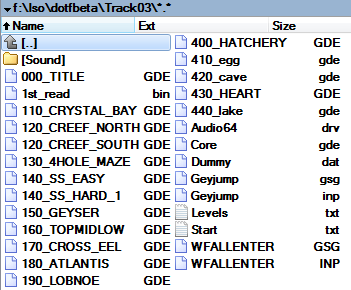 f:\Iso\dotfbeta\Track03\*.*
Name Ext Size
[..]
[Sound]
000_TITLE GDE
1st_read bin
110_CRYSTAL_BAY GDE
120_CREEF_NORTH GDE
120_CREEF_SOUTH GDE
130_4HOLE_MAZE GDE
140_SS_EASY GDE
140_SS_HARD_1 GDE
150_GEYSER GDE
160_TOPMIDLOW GDE
170_CROSS_EEL GDE
180_ATLANTIS GDE
190_LOBNOE GDE
400_HATCHERY GDE
410_egg gde
420_cave gde
430_HEART GDE
440_lake gde
Audio64 drv
Core gde
Dummy dat
Geyjump gsg
Geyjump inp
Levels txt
Start txt
WFALLENTER GSG
WFALLENTER INP